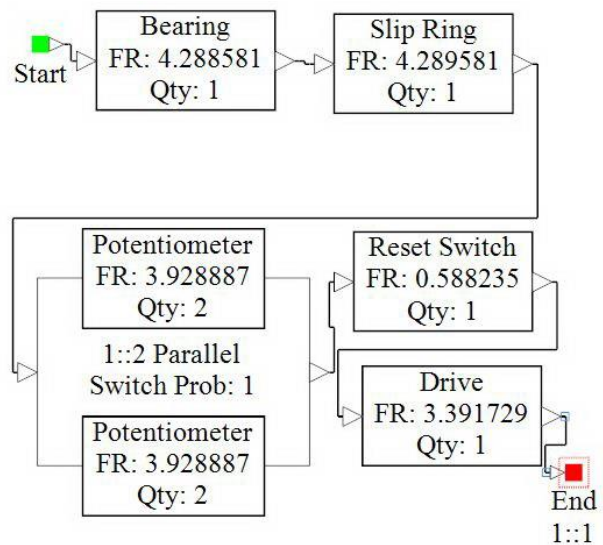 Start
Bearing
FR: 4.288581
Qty: 1
Slip Ring
FR: 4.289581
Qty: 1
Potentiometer
FR: 3.928887
Qty: 2
1::2 Parallel
Switch Prob: 1
Potentiometer
FR: 3.928887
Qty: 2
Reset Switch
FR: 0.588235
Qty: 1
Drive
FR: 3.391729
Qty: 1
End
1::1